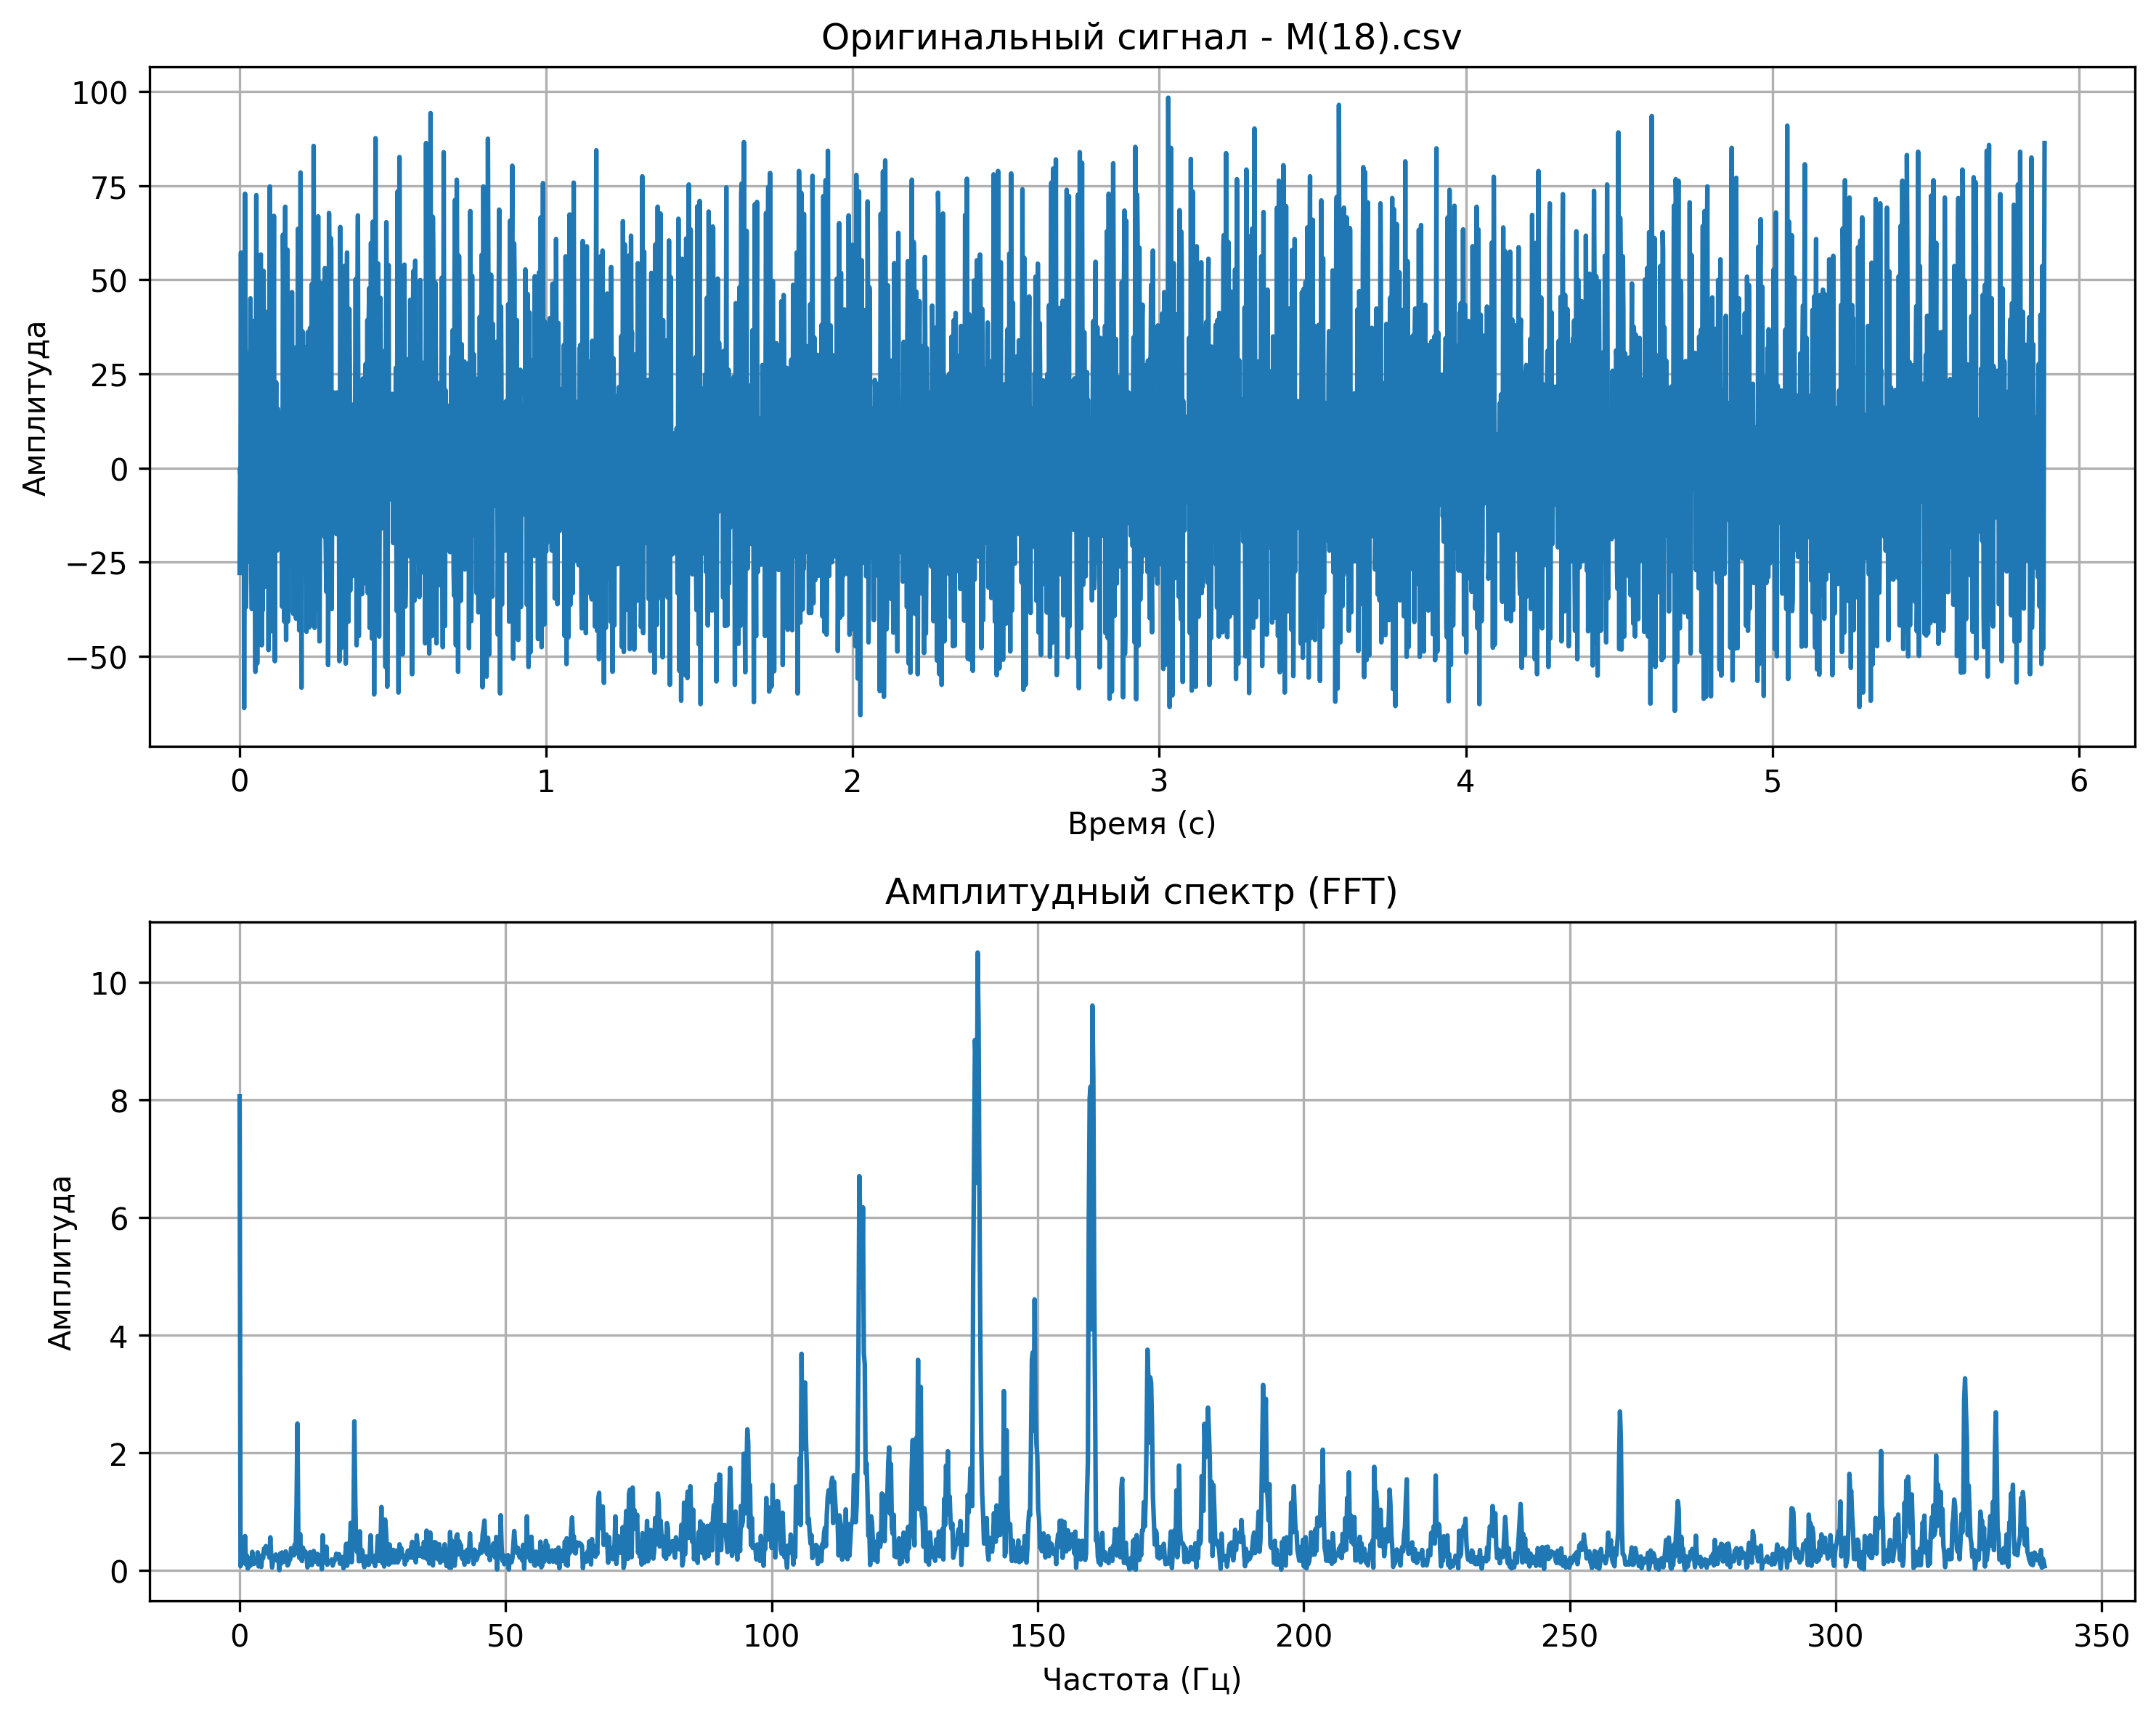 Оригинальный сигнал - M(18).csv
100
75
50
25
0
−25
−50
Амплитуда
0 1 2 3 4 5 6
Время (с)
Амплитудный спектр (FFT)
10
8
6
4
2
0
Амплитуда
0 50 100 150 200 250 300 350
Частота (Гц)